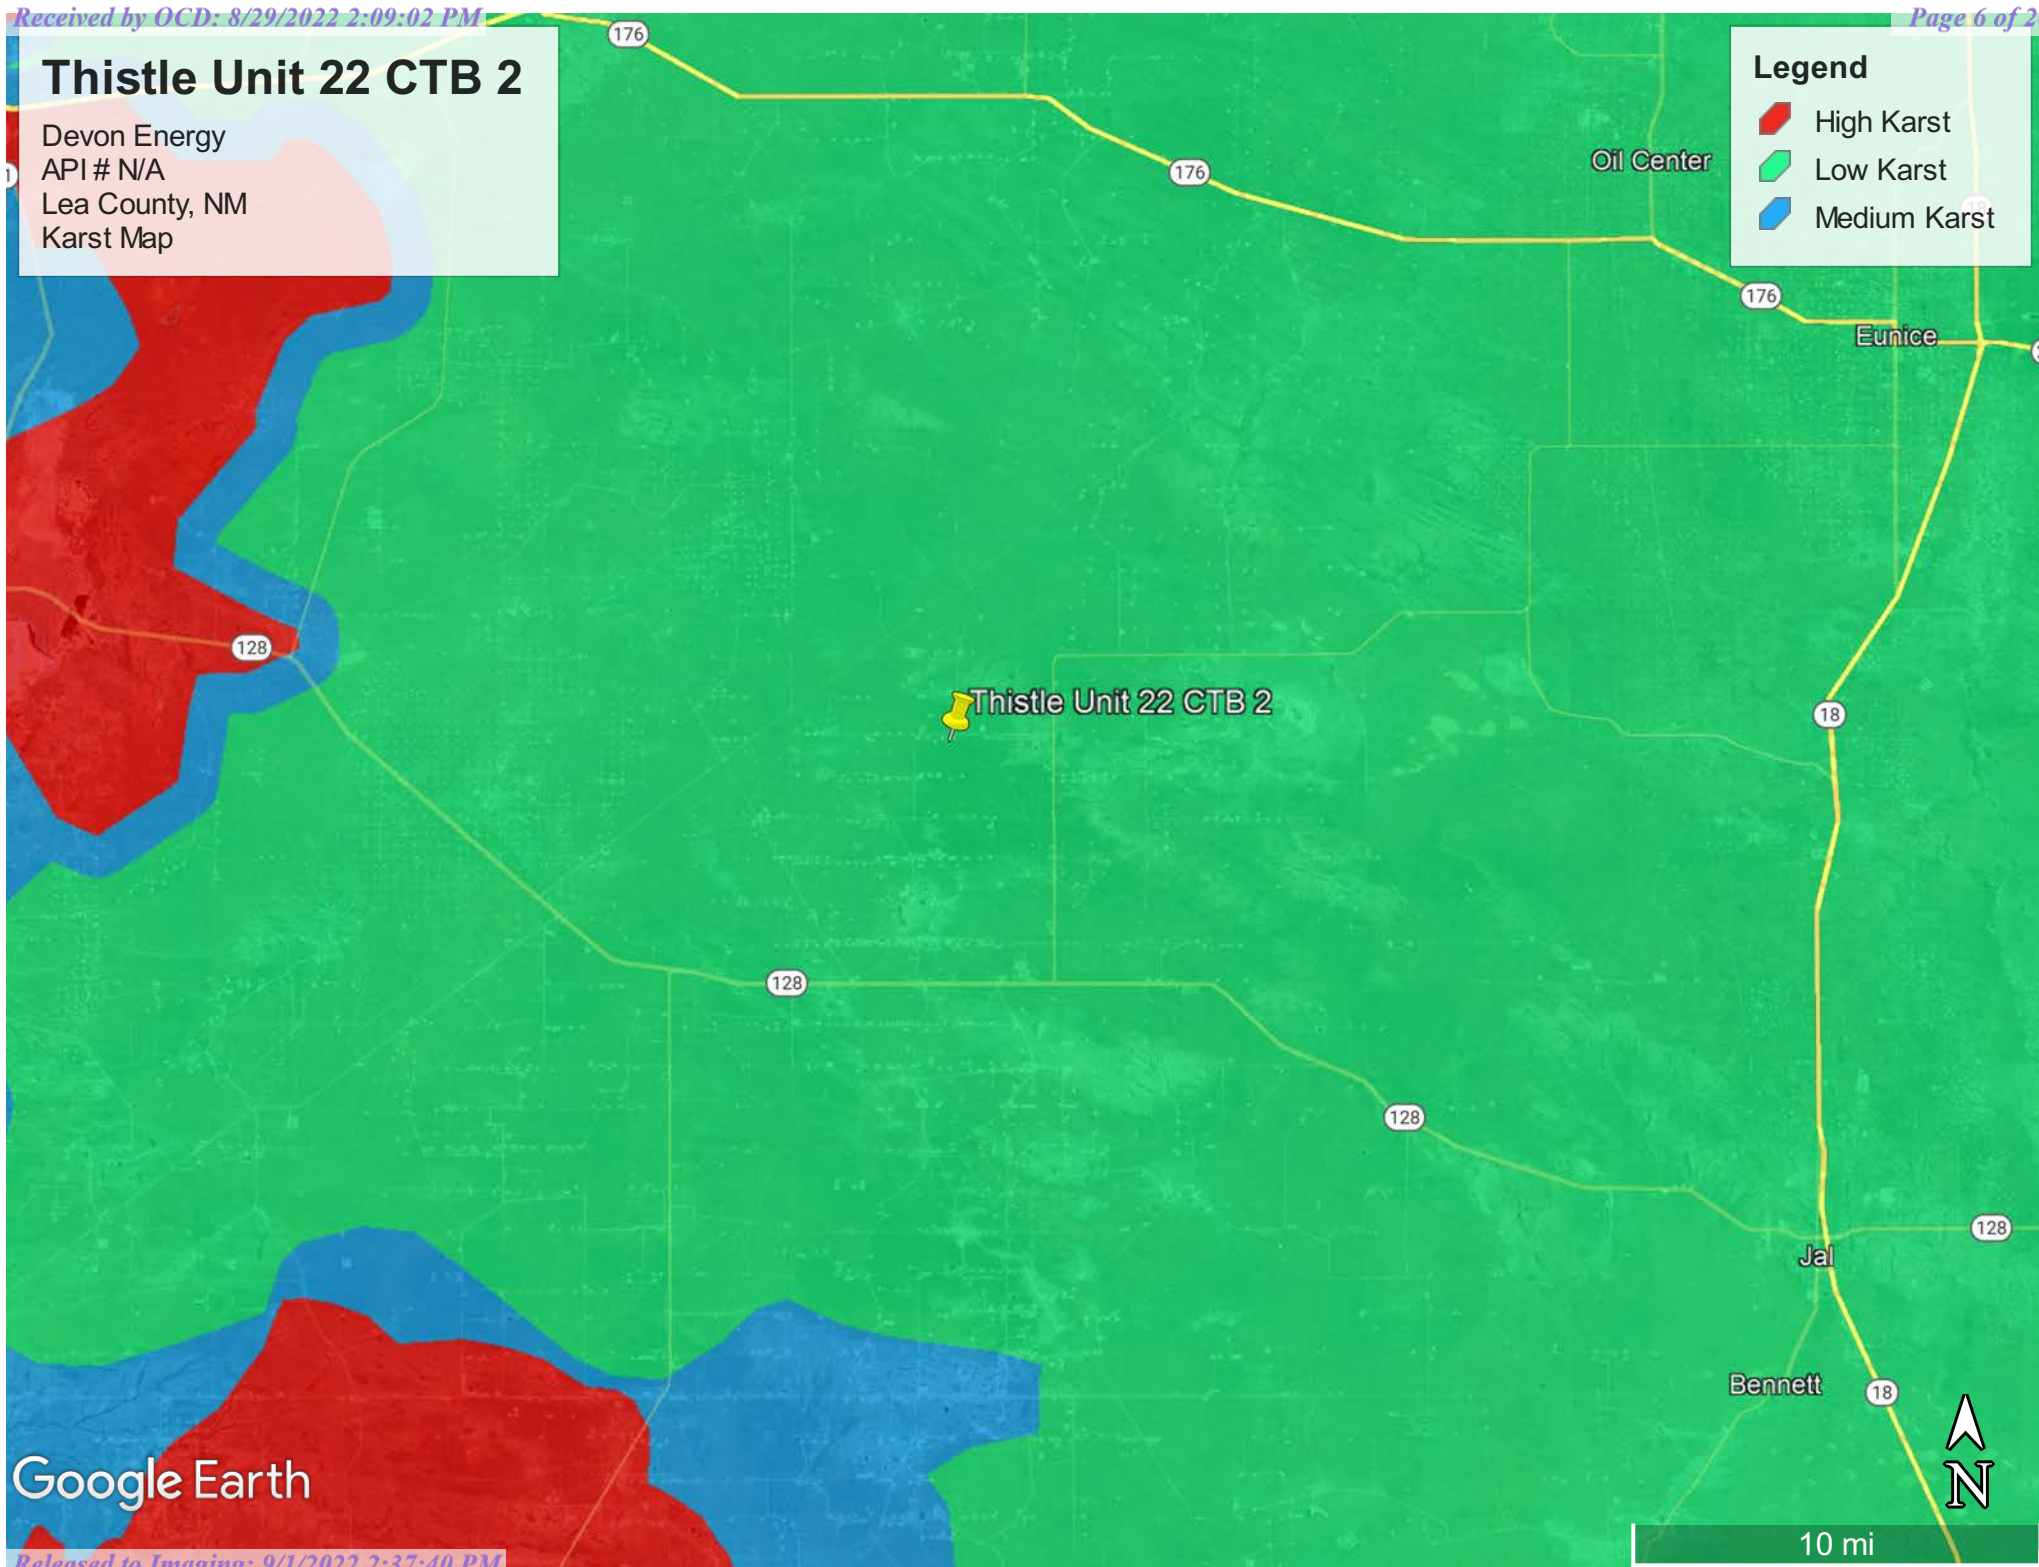 Received by OCD: 8/29/2022 2:09:02 PM
Page 6 of 2
Thistle Unit 22 CTB 2
Devon Energy
API # N/A
Lea County, NM
Karst Map
Legend
High Karst
Low Karst
Medium Karst
176
Oil Center
176
18
176
Eunice
128
Thistle Unit 22 CTB 2
18
128
128
128
Jal
Bennett
18
Google Earth
N
10 mi
Released to Imaging: 9/1/2022 2:37:40 PM